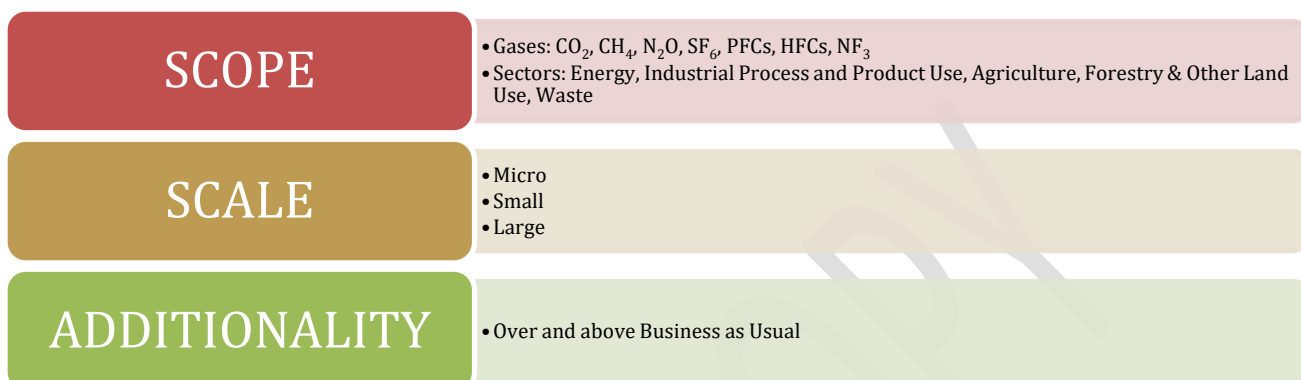 SCOPE
• Gases: CO₂, CH₄, N₂O, SF₆, PFCs, HFCs, NF₃
• Sectors: Energy, Industrial Process and Product Use, Agriculture, Forestry & Other Land
Use, Waste
SCALE
• Micro
• Small
• Large
ADDITIONALITY
• Over and above Business as Usual